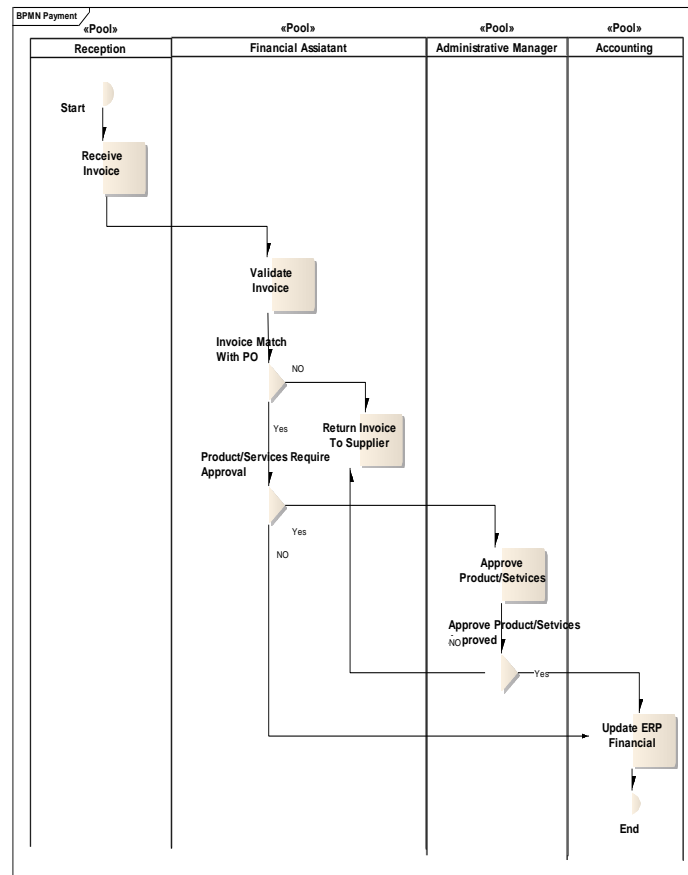 BPMN Payment
«Pool»
«Pool»
«Pool»
«Pool»
Reception
Financial Assiatant
Administrative Manager
Accounting
Start
Receive
Invoice
Validate
Invoice
Invoice Match
With PO
NO
Yes
Return Invoice
To Supplier
Product/Services Require
Approval
Yes
NO
Approve
Product/Setvices
Approve Product/Setvices
NO proved
Yes
Update ERP
Financial
End